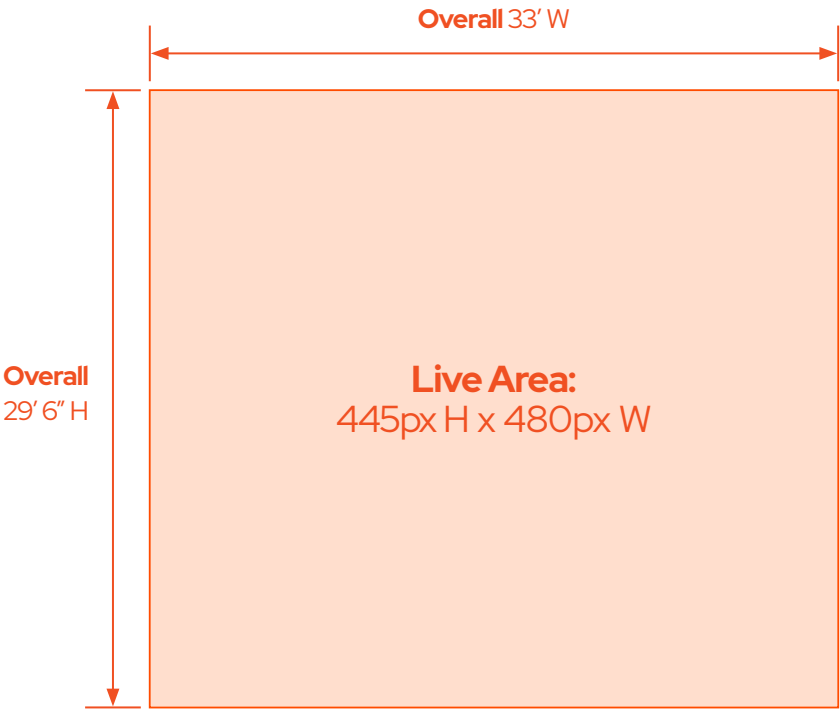 Overall 33′ W
Overall
29′ 6″ H
Live Area:
445px H x 480px W